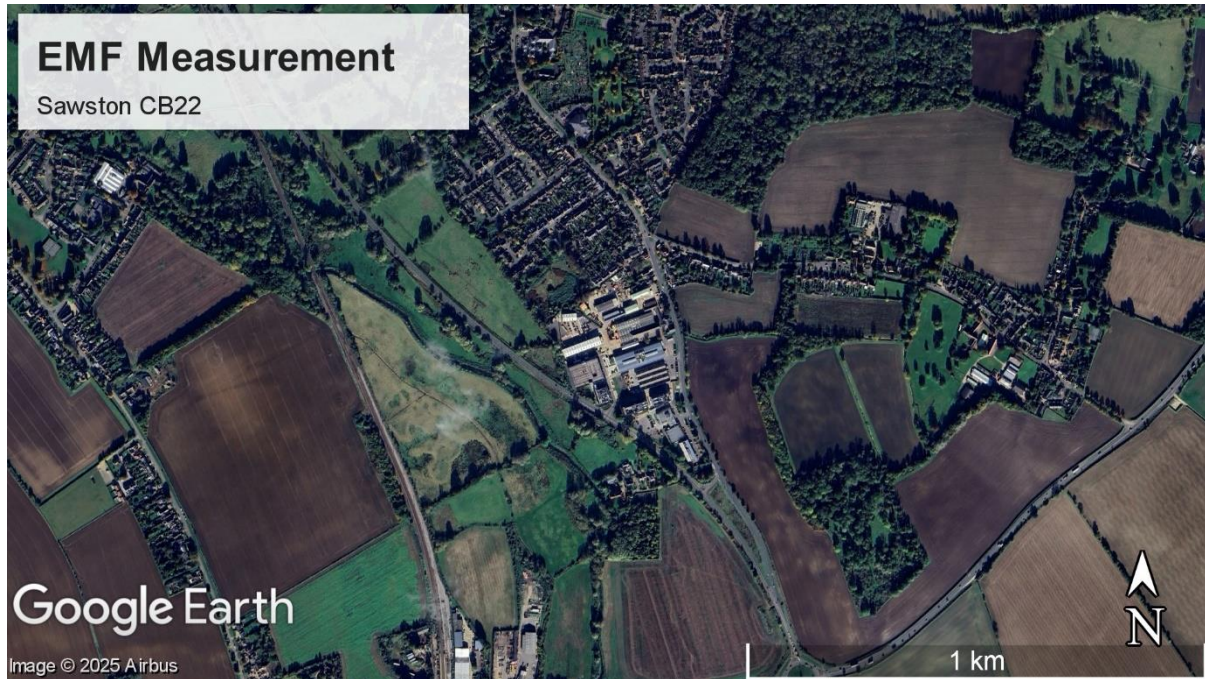 EMF Measurement
Sawston CB22
Google Earth
Image © 2025 Airbus
1 km
N